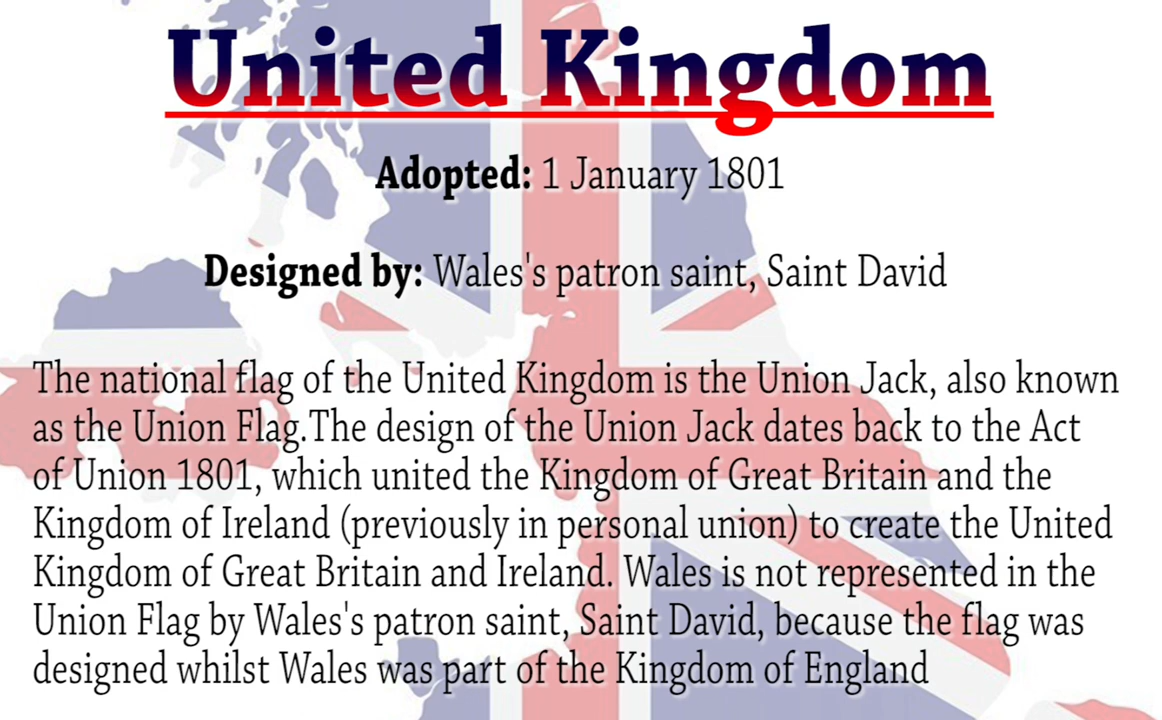 United Kingdom
Adopted: 1 January 1801
Designed by: Wales's patron saint, Saint David
The national flag of the United Kingdom is the Union Jack, also known
as the Union Flag.The design of the Union Jack dates back to the Act
of Union 1801, which united the Kingdom of Great Britain and the
Kingdom of Ireland (previously in personal union) to create the United
Kingdom of Great Britain and Ireland. Wales is not represented in the
Union Flag by Wales's patron saint, Saint David, because the flag was
designed whilst Wales was part of the Kingdom of England